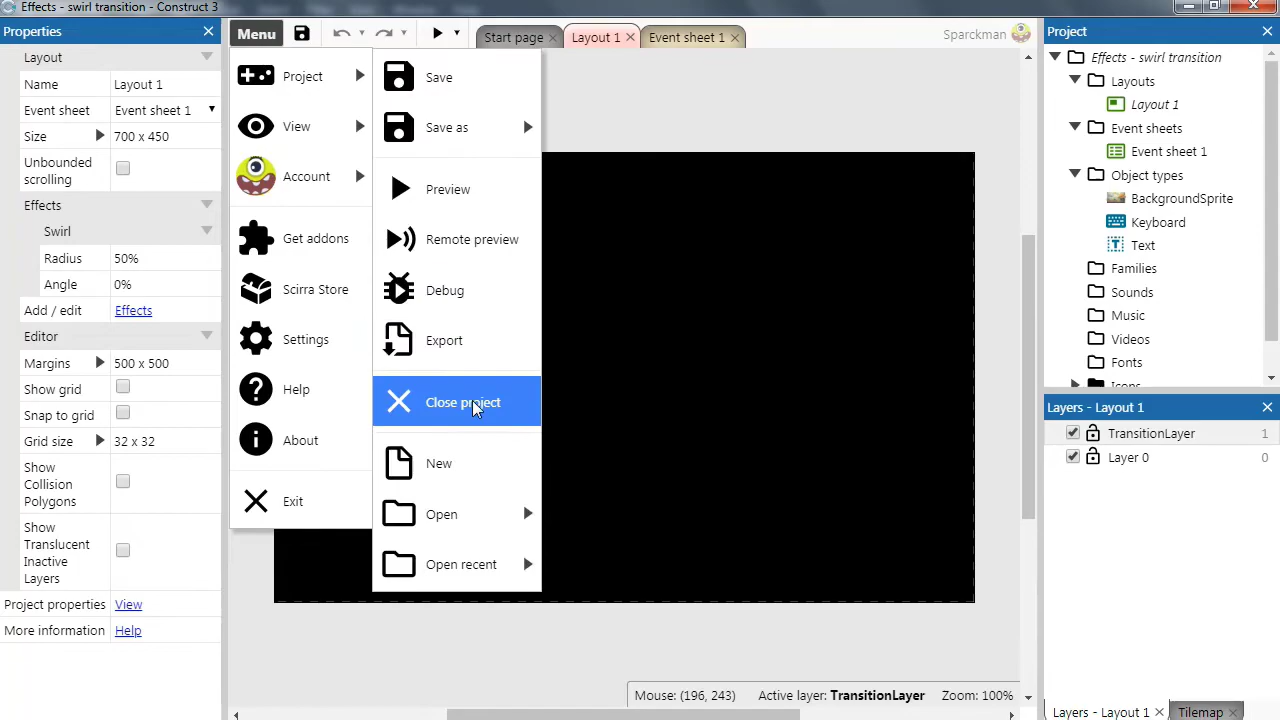 Effects - swirl transition - Construct 3
Properties
Layout
Name Layout 1
Event sheet Event sheet 1
Size 700 x 450
Unbounded
scrolling
Effects
Swirl
Radius 50%
Angle 0%
Add / edit Effects
Editor
Margins 500 x 500
Show grid
Snap to grid
Grid size 32 x 32
Show
Collision
Polygons
Show
Translucent
Inactive
Layers
Project properties View
More information Help
Menu
Start page
Layout 1
Event sheet 1
Sparckman
Project
View
Account
Get addons
Scirra Store
Settings
Help
About
Exit
Save
Save as
Preview
Remote preview
Debug
Export
Close project
New
Open
Open recent
Mouse: (196, 243) Active layer: TransitionLayer Zoom: 100%
Project
Effects - swirl transition
Layouts
Layout 1
Event sheets
Event sheet 1
Object types
BackgroundSprite
Keyboard
Text
Families
Sounds
Music
Videos
Fonts
Icons
Layers - Layout 1
TransitionLayer 1
Layer 0 0
Layers - Layout 1
Tilemap